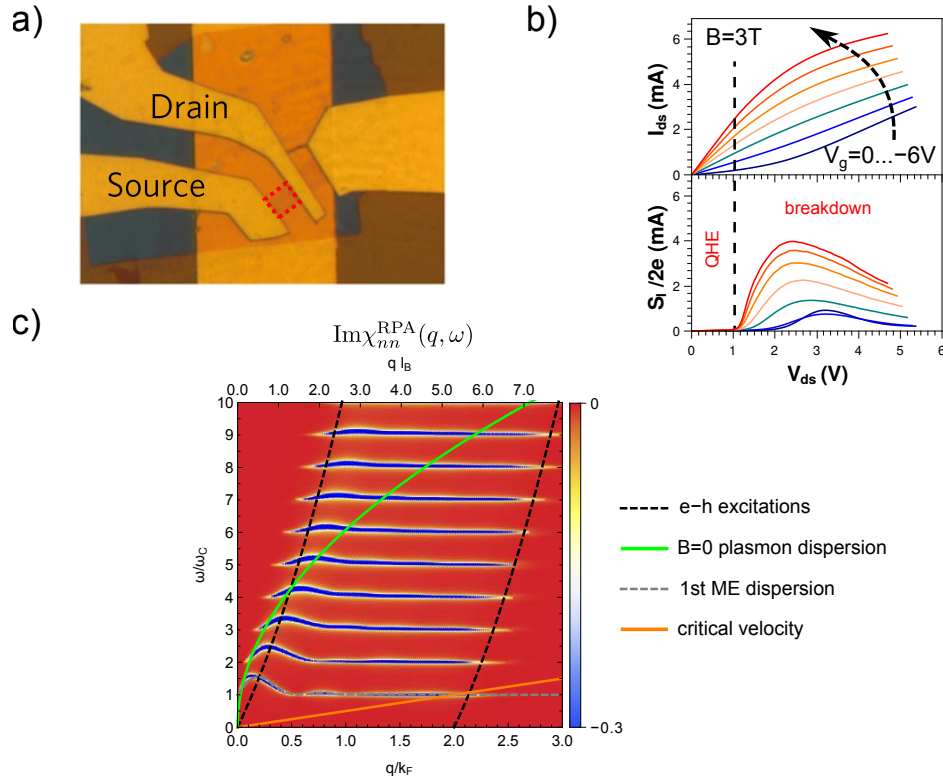 a)
Drain
Source
b)
B=3T
V_g=0...−6V
I_ds (mA)
6
4
2
0
QHE
breakdown
S_I/2e (mA)
6
4
2
0
0 1 2 3 4 5 6
V_ds (V)
c)
Imχ_nn^RPA(q, ω)
q l_B
0.0 1.0 2.0 3.0 4.0 5.0 6.0 7.0
ω/ω_C
10
9
8
7
6
5
4
3
2
1
0
0.0 0.5 1.0 1.5 2.0 2.5 3.0
q/k_F
0
−0.3
e−h excitations
B=0 plasmon dispersion
1st ME dispersion
critical velocity